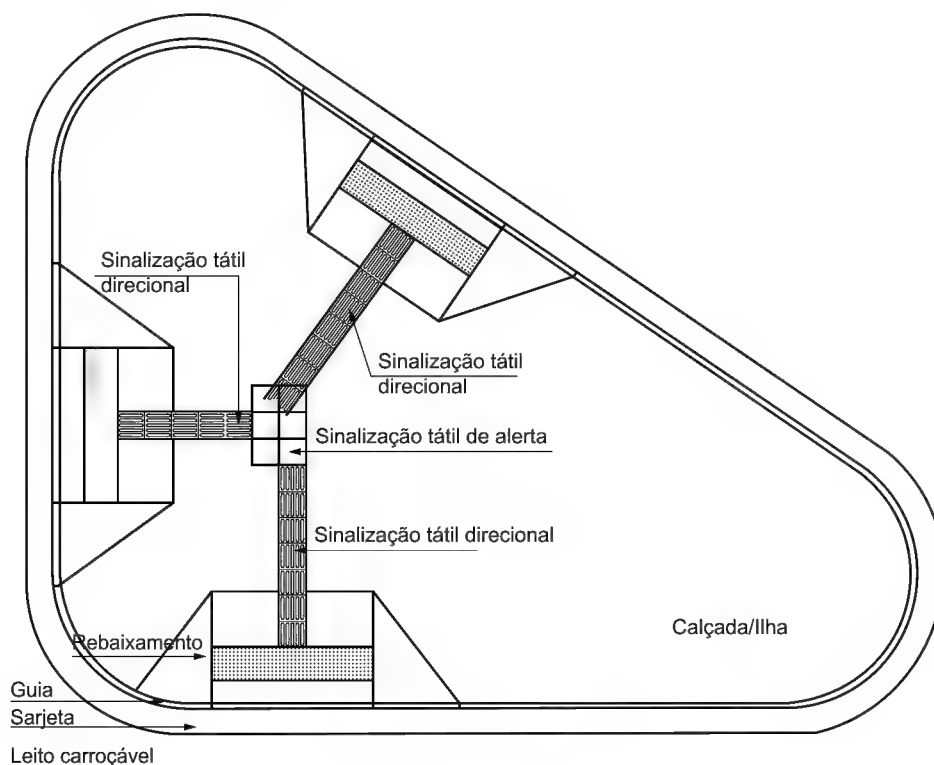 Sinalização tátil
direcional
Sinalização tátil
direcional
Sinalização tátil de alerta
Sinalização tátil direcional
Calçada/Ilha
Rebaixamento
Guia
Sarjeta
Leito carroçável